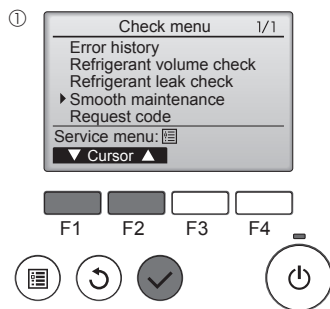 ①
Check menu 1/1
Error history
Refrigerant volume check
Refrigerant leak check
Smooth maintenance
Request code
Service menu:
▼ Cursor ▲
F1 F2 F3 F4